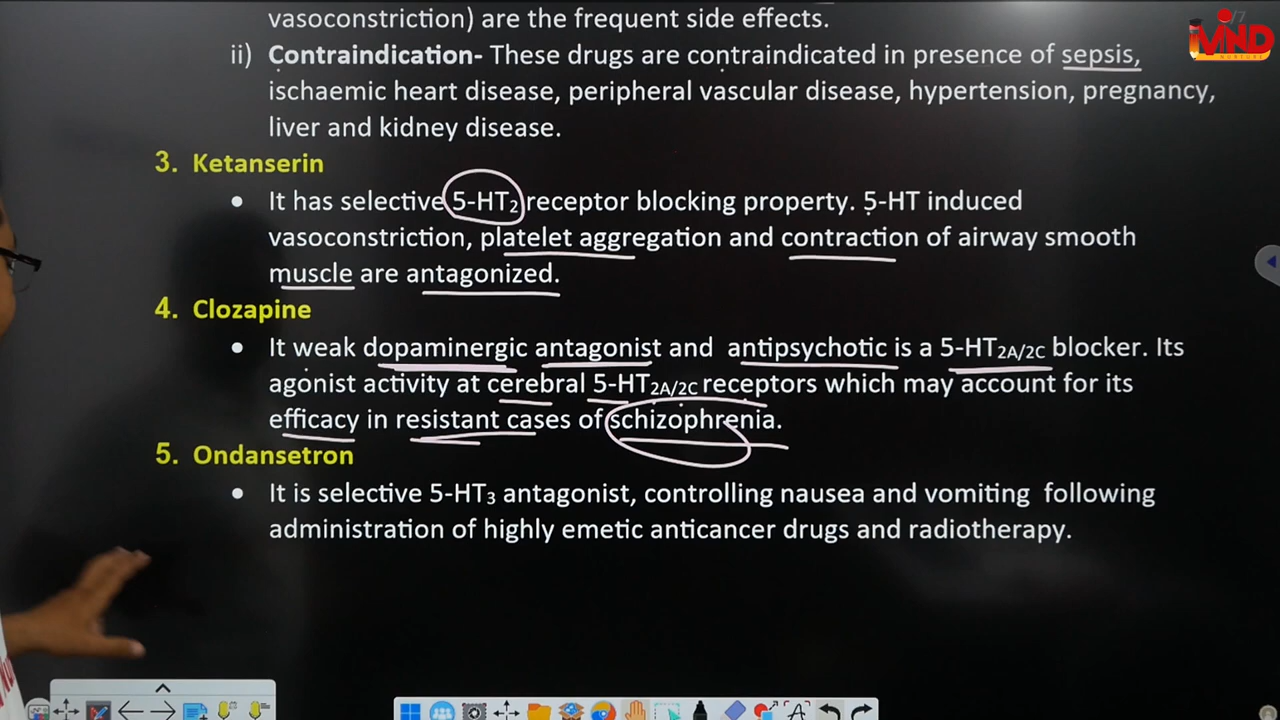 vasoconstriction) are the frequent side effects.
ii) Contraindication- These drugs are contraindicated in presence of sepsis,
ischaemic heart disease, peripheral vascular disease, hypertension, pregnancy,
liver and kidney disease.
3. Ketanserin
• It has selective 5-HT₂ receptor blocking property. 5-HT induced
vasoconstriction, platelet aggregation and contraction of airway smooth
muscle are antagonized.
4. Clozapine
• It weak dopaminergic antagonist and antipsychotic is a 5-HT2A/2C blocker. Its
agonist activity at cerebral 5-HT2A/2C receptors which may account for its
efficacy in resistant cases of schizophrenia.
5. Ondansetron
• It is selective 5-HT₃ antagonist, controlling nausea and vomiting following
administration of highly emetic anticancer drugs and radiotherapy.